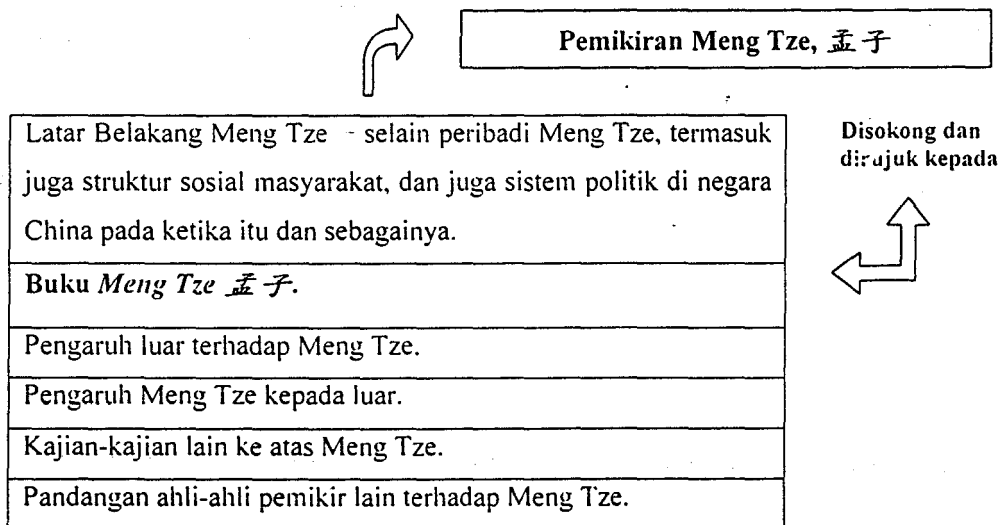 Pemikiran Meng Tze, 孟子
Latar Belakang Meng Tze - selain peribadi Meng Tze, termasuk
juga struktur sosial masyarakat, dan juga sistem politik di negara
China pada ketika itu dan sebagainya.
Disokong dan
dirujuk kepada
Buku Meng Tze 孟子.
Pengaruh luar terhadap Meng Tze.
Pengaruh Meng Tze kepada luar.
Kajian-kajian lain ke atas Meng Tze.
Pandangan ahli-ahli pemikir lain terhadap Meng Tze.